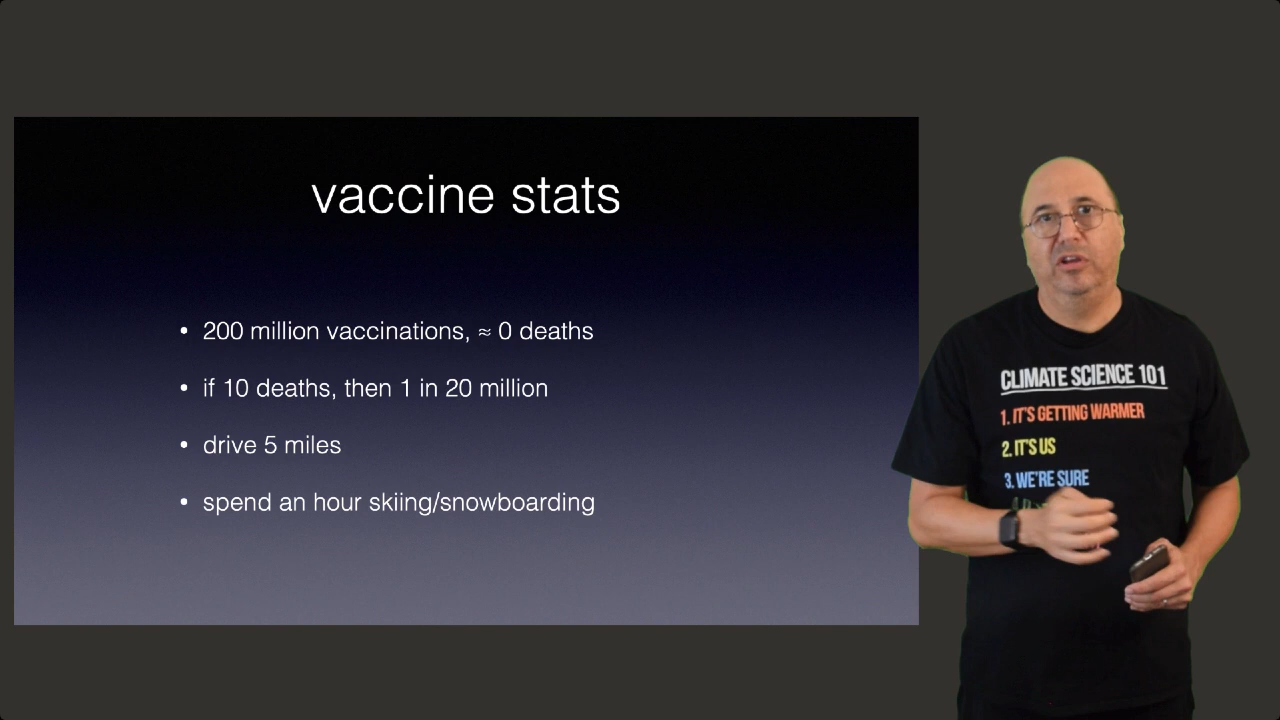 vaccine stats
• 200 million vaccinations, ≈ 0 deaths
• if 10 deaths, then 1 in 20 million
• drive 5 miles
• spend an hour skiing/snowboarding
CLIMATE SCIENCE 101
1. IT'S GETTING WARMER
2. IT'S US
3. WE'RE SURE